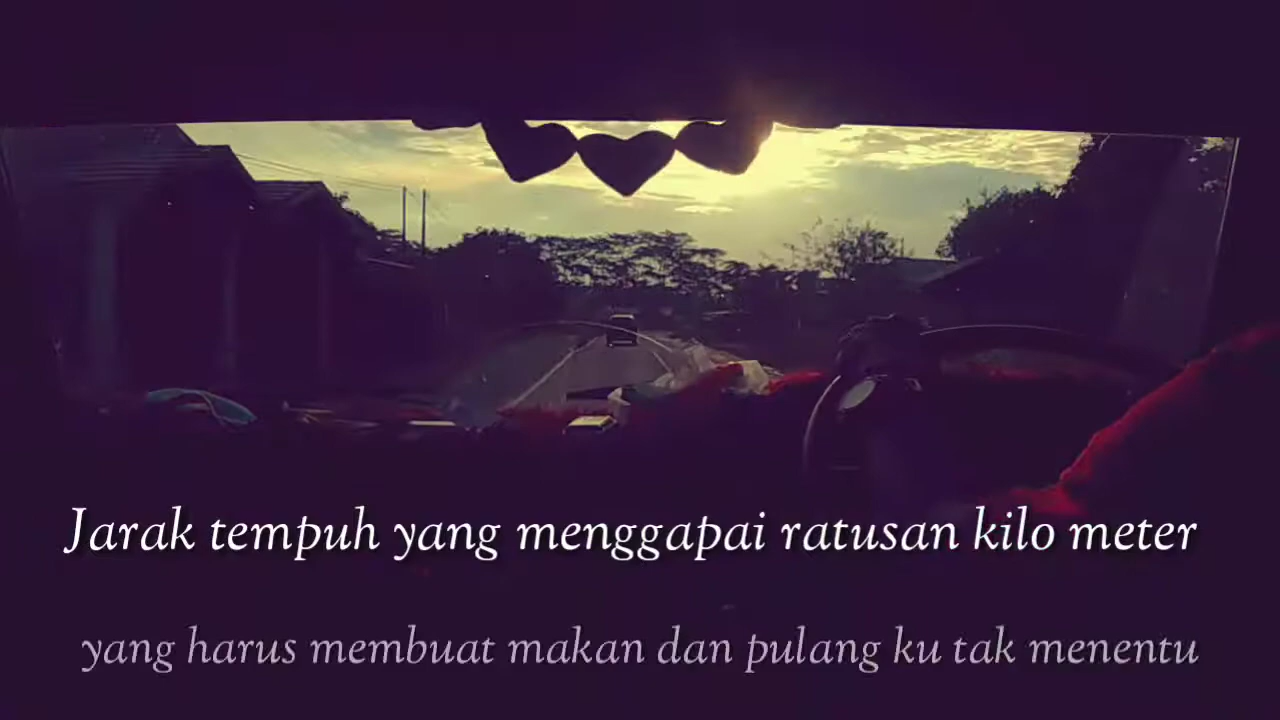 Jarak tempuh yang menggapai ratusan kilo meter
yang harus membuat makan dan pulang ku tak menentu